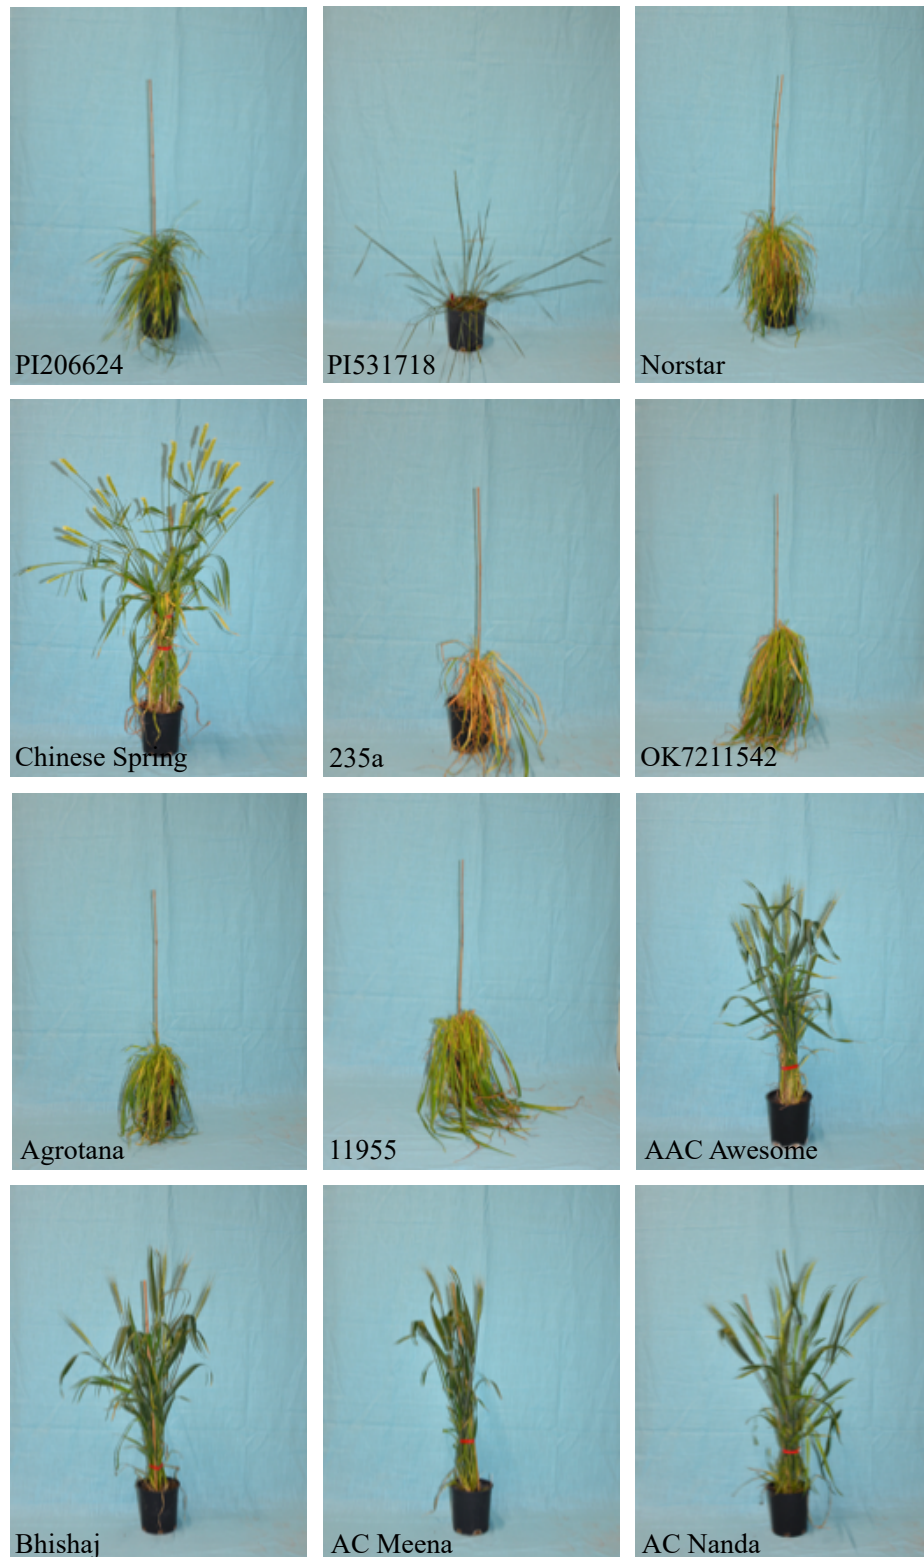 PI206624
PI531718
Norstar
Chinese Spring
235a
OK7211542
Agrotana
11955
AAC Awesome
Bhishaj
AC Meena
AC Nanda